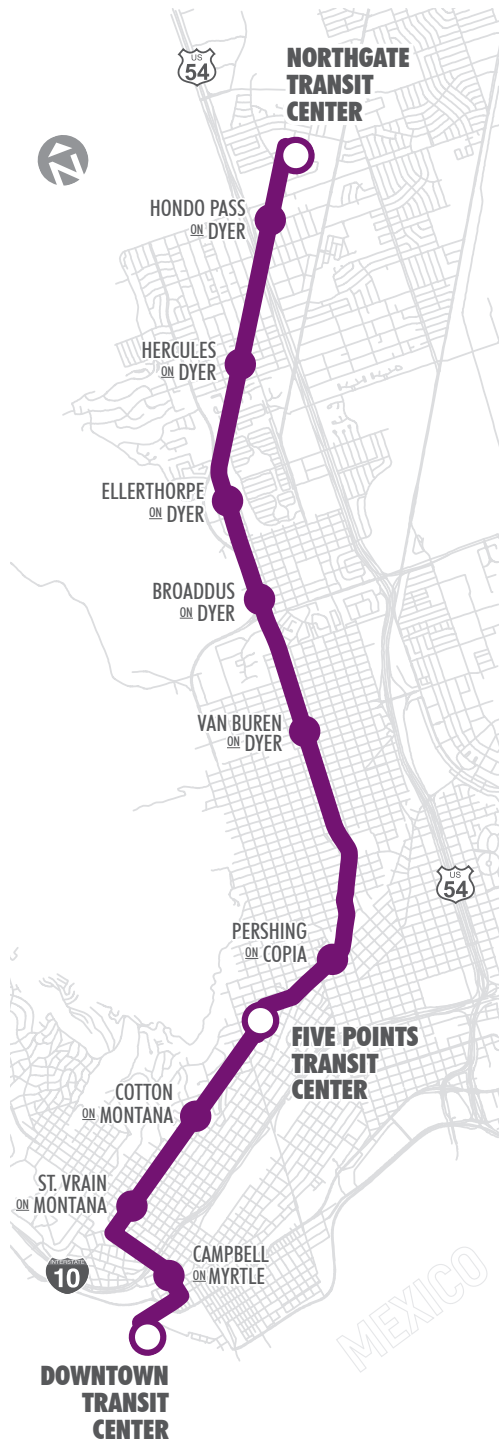 US
54
NORTHGATE
TRANSIT
CENTER
N
HONDO PASS
ON DYER
HERCULES
ON DYER
ELLERTHORPE
ON DYER
BROADDUS
ON DYER
VAN BUREN
ON DYER
US
54
PERSHING
ON COPIA
FIVE POINTS
TRANSIT
CENTER
COTTON
ON MONTANA
ST. VRAIN
ON MONTANA
CAMPBELL
ON MYRTLE
INTERSTATE
10
MEXICO
DOWNTOWN
TRANSIT
CENTER